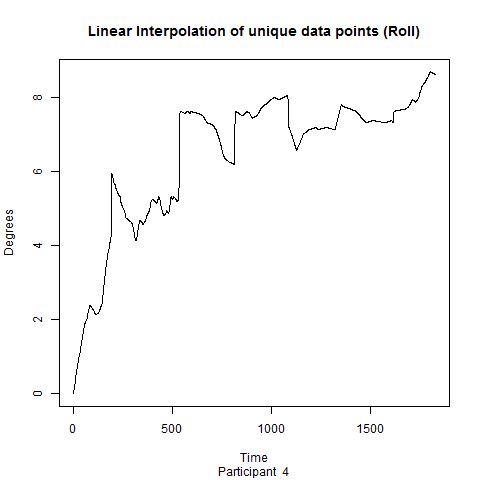 Linear Interpolation of unique data points (Roll)
Degrees
8
6
4
2
0
0 500 1000 1500
Time
Participant 4